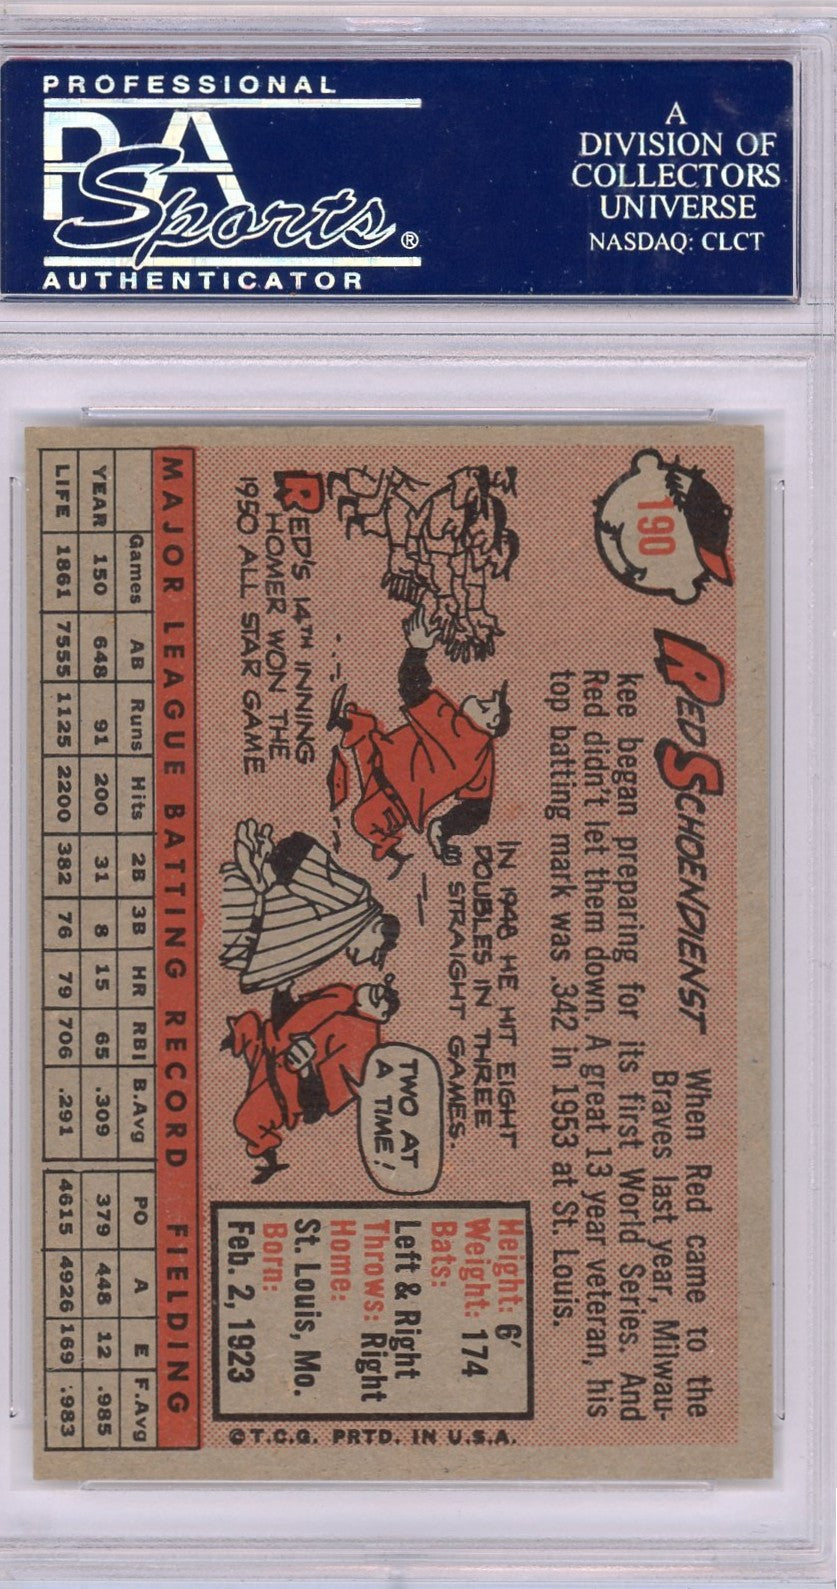 PROFESSIONAL
PSA
Sports®
AUTHENTICATOR
A
DIVISION OF
COLLECTORS
UNIVERSE
NASDAQ: CLCT
190
RED SCHOENDIENST
When Red came to the
Braves last year, Milwau-
kee began preparing for its first World Series. And
Red didn't let them down. A great 13 year veteran, his
top batting mark was .342 in 1953 at St. Louis.
RED'S 14TH INNING
HOMER WON THE
1950 ALL STAR GAME
IN 1948 HE HIT EIGHT
DOUBLES IN THREE
STRAIGHT GAMES.
TWO AT
A TIME!
Height: 6'
Weight: 174
Bats:
Left & Right
Throws: Right
Home:
St. Louis, Mo.
Born:
Feb. 2, 1923
©T.C.G. PRTD. IN U.S.A.
MAJOR LEAGUE BATTING RECORD FIELDING
Games AB Runs Hits 2B 3B HR RBI B.Avg PO A E F.Avg
YEAR 150 648 91 200 31 8 15 65 .309 379 448 12 .985
LIFE 1861 7555 1125 2200 382 76 79 706 .291 4615 4926 169 .983